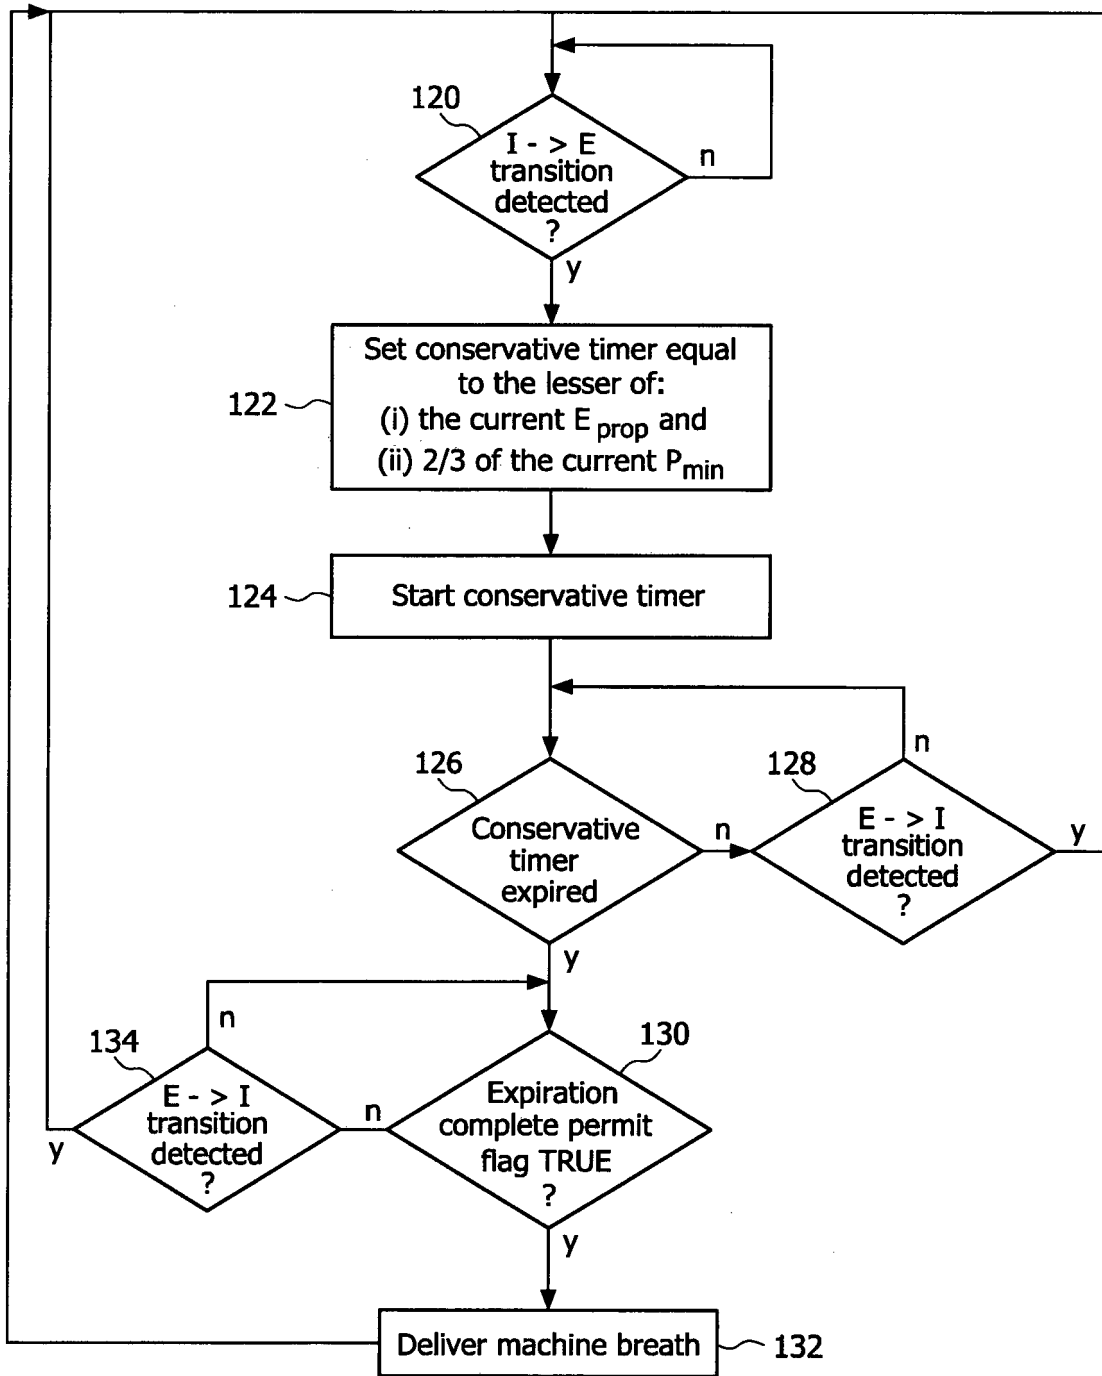 120
I - > E
transition
detected
?
n
y
Set conservative timer equal
to the lesser of:
(i) the current E prop and
(ii) 2/3 of the current Pmin
122
124
Start conservative timer
n
126
128
Conservative
timer
expired
n
E - > I
transition
detected
?
y
y
n
134
130
E - > I
transition
detected
?
y
n
Expiration
complete permit
flag TRUE
?
y
Deliver machine breath
132